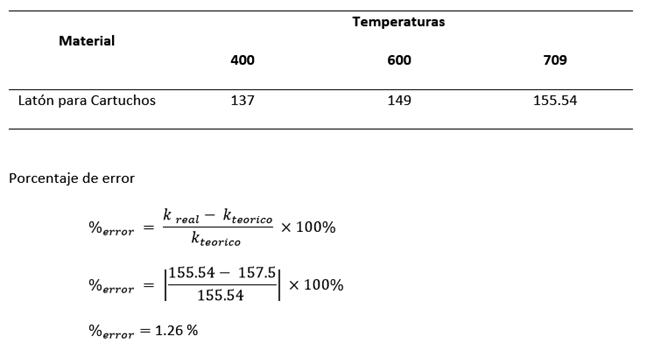 Temperaturas
Material
400 600 709
Latón para Cartuchos 137 149 155.54
Porcentaje de error
%error = k real − kteorico / kteorico × 100%
%error = |155.54 − 157.5 / 155.54| × 100%
%error = 1.26 %